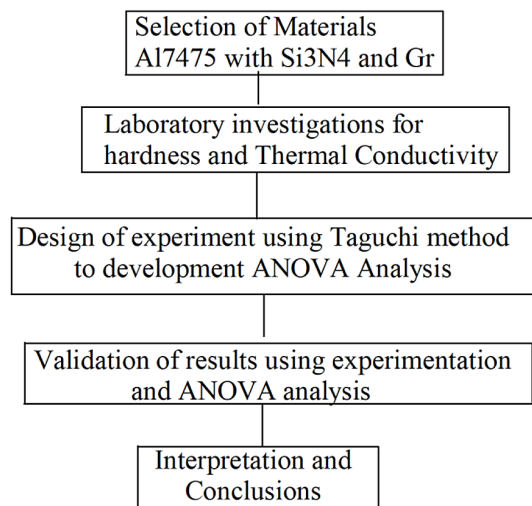 Selection of Materials
Al7475 with Si3N4 and Gr
Laboratory investigations for
hardness and Thermal Conductivity
Design of experiment using Taguchi method
to development ANOVA Analysis
Validation of results using experimentation
and ANOVA analysis
Interpretation and
Conclusions